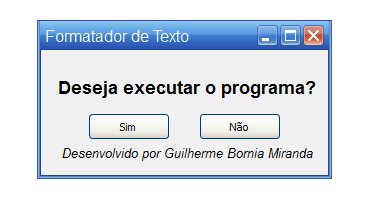 Formatador de Texto
Deseja executar o programa?
Sim Não
Desenvolvido por Guilherme Bornia Miranda